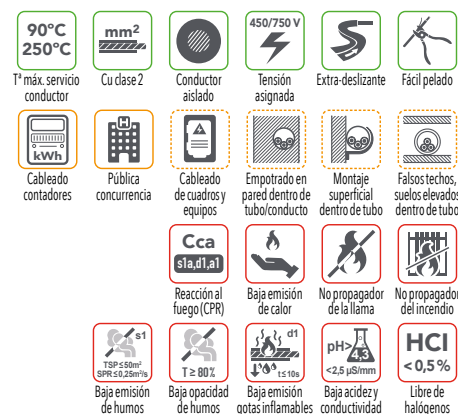 90°C
250°C
mm²
450/750 V
Tª máx. servicio
conductor
Cu clase 2
Conductor
aislado
Tensión
asignada
Extra-deslizante
Fácil pelado
kWh
H
Cableado
contadores
Pública
concurrencia
Cableado
de cuadros y
equipos
Empotrado en
pared dentro de
tubo/conducto
Montaje
superficial
dentro de tubo
Falsos techos,
suelos elevados
dentro de tubo
Cca
s1a,d1,a1
Reacción al
fuego (CPR)
Baja emisión
de calor
No propagador
de la llama
No propagador
del incendio
s1
TSP≤50m²
SPR≤0,25m²/s
T≥80%
d1
t≤10s
pH>
4,3
<2,5 µS/mm
HCl
<0,5%
Baja emisión
de humos
Baja opacidad
de humos
Baja emisión
gotas inflamables
Baja acidez y
conductividad
Libre de
halógenos